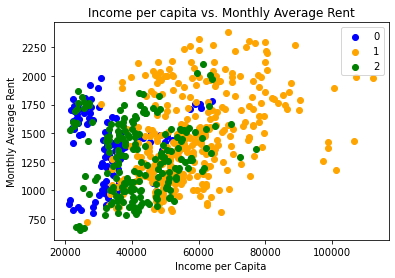 Income per capita vs. Monthly Average Rent
0
1
2
2250
2000
1750
1500
1250
1000
750
Monthly Average Rent
20000 40000 60000 80000 100000
Income per Capita